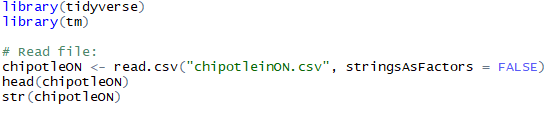 library(tidyverse)
library(tm)
# Read file:
chipotleON <- read.csv("chipotleinON.csv", stringsAsFactors = FALSE)
head(chipotleON)
str(chipotleON)